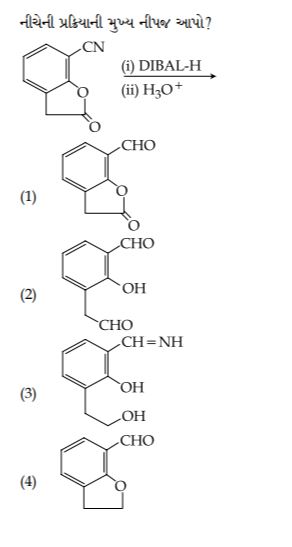 નીચેની પ્રક્રિયાની મુખ્ય નીપજ આપો?
CN
O
O
(i) DIBAL-H
(ii) H₃O⁺
(1)
CHO
O
O
(2)
CHO
OH
CHO
(3)
CH=NH
OH
OH
(4)
CHO
O